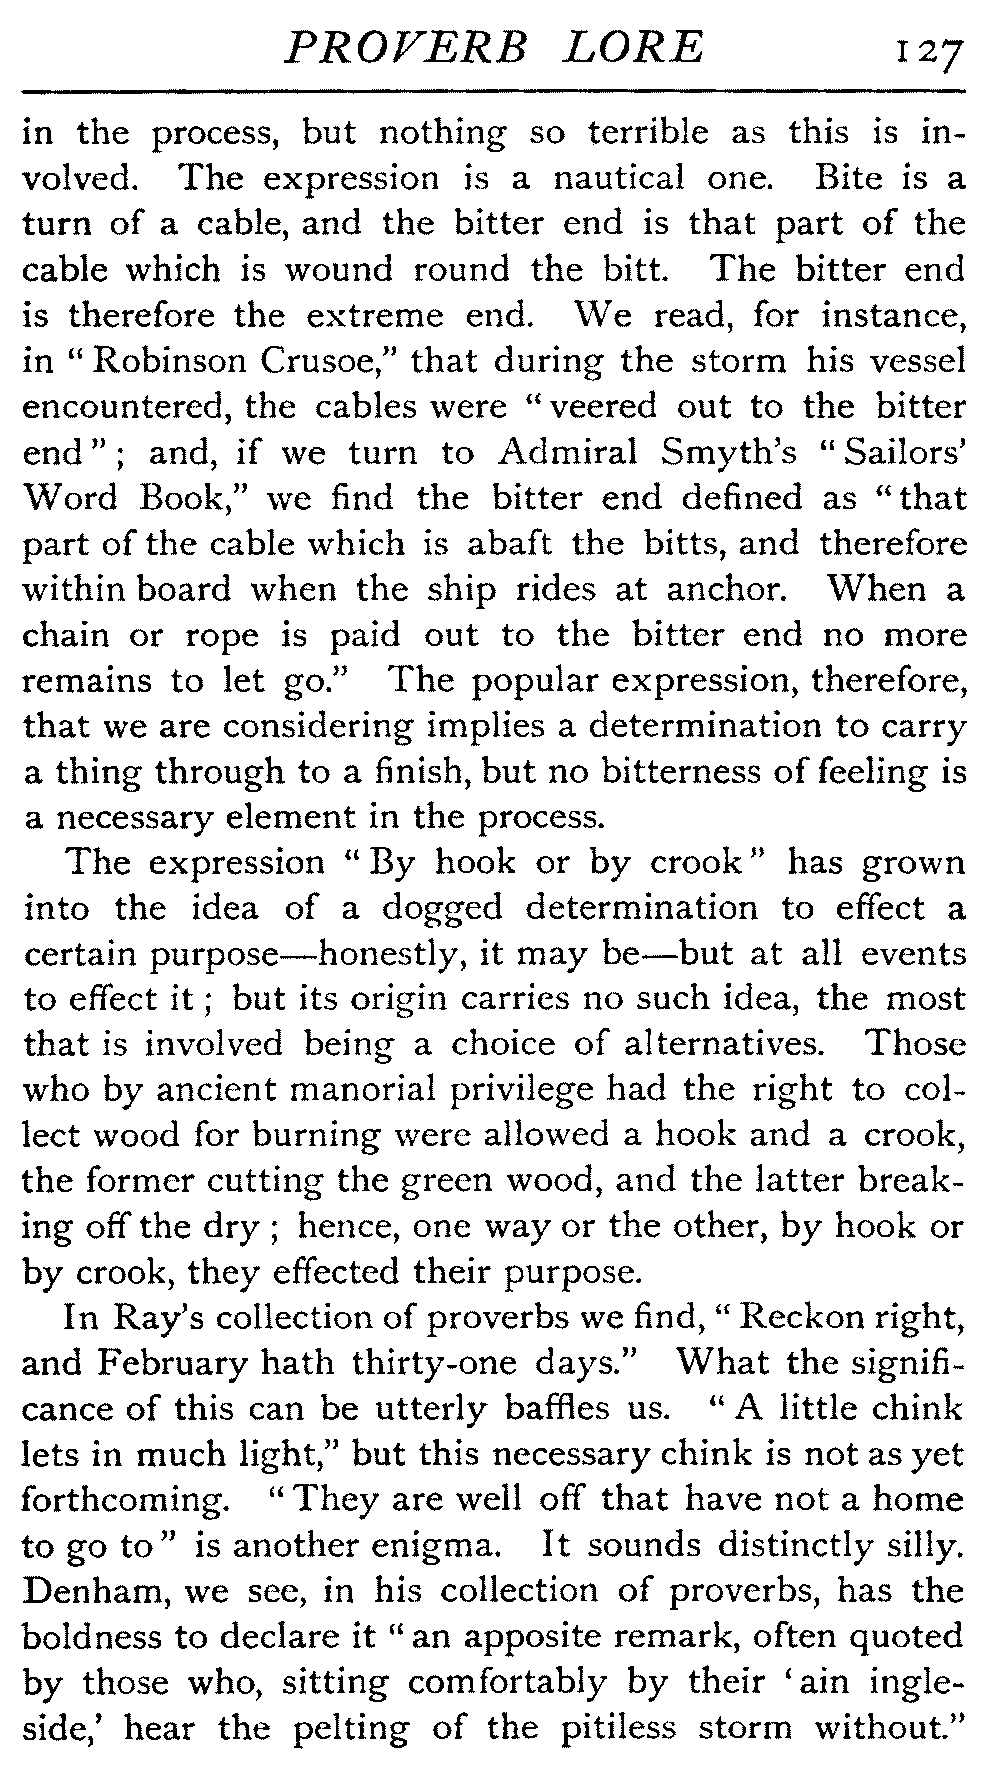 PROVERB LORE 127
in the process, but nothing so terrible as this is in-
volved. The expression is a nautical one. Bite is a
turn of a cable, and the bitter end is that part of the
cable which is wound round the bitt. The bitter end
is therefore the extreme end. We read, for instance,
in “Robinson Crusoe,” that during the storm his vessel
encountered, the cables were “veered out to the bitter
end”; and, if we turn to Admiral Smyth's “Sailors'
Word Book,” we find the bitter end defined as “that
part of the cable which is abaft the bitts, and therefore
within board when the ship rides at anchor. When a
chain or rope is paid out to the bitter end no more
remains to let go.” The popular expression, therefore,
that we are considering implies a determination to carry
a thing through to a finish, but no bitterness of feeling is
a necessary element in the process.
The expression “By hook or by crook” has grown
into the idea of a dogged determination to effect a
certain purpose—honestly, it may be—but at all events
to effect it; but its origin carries no such idea, the most
that is involved being a choice of alternatives. Those
who by ancient manorial privilege had the right to col-
lect wood for burning were allowed a hook and a crook,
the former cutting the green wood, and the latter break-
ing off the dry; hence, one way or the other, by hook or
by crook, they effected their purpose.
In Ray's collection of proverbs we find, “Reckon right,
and February hath thirty-one days.” What the signifi-
cance of this can be utterly baffles us. “A little chink
lets in much light,” but this necessary chink is not as yet
forthcoming. “They are well off that have not a home
to go to” is another enigma. It sounds distinctly silly.
Denham, we see, in his collection of proverbs, has the
boldness to declare it “an apposite remark, often quoted
by those who, sitting comfortably by their ‘ain ingle-
side,’ hear the pelting of the pitiless storm without.”